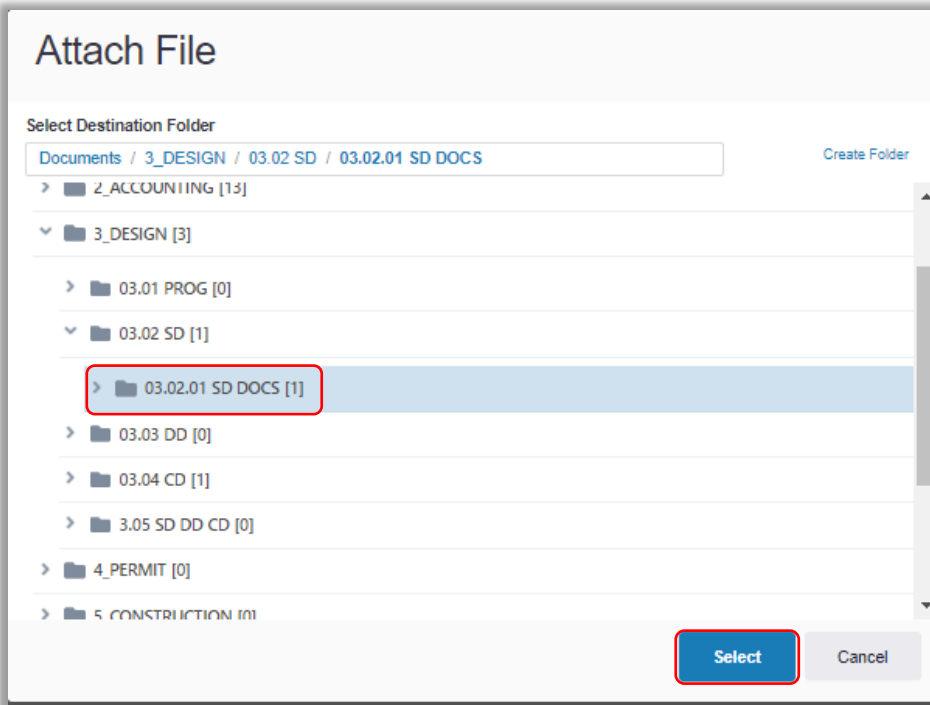 Attach File
Select Destination Folder
Documents / 3_DESIGN / 03.02 SD / 03.02.01 SD DOCS
Create Folder
2_ACCOUNTING [13]
3_DESIGN [3]
03.01 PROG [0]
03.02 SD [1]
03.02.01 SD DOCS [1]
03.03 DD [0]
03.04 CD [1]
3.05 SD DD CD [0]
4_PERMIT [0]
5_CONSTRUCTION [0]
Select
Cancel